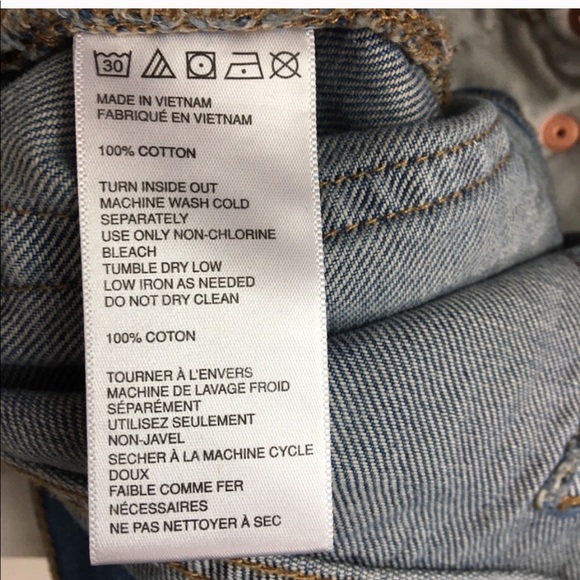 30
MADE IN VIETNAM
FABRIQUÉ EN VIETNAM
100% COTTON
TURN INSIDE OUT
MACHINE WASH COLD
SEPARATELY
USE ONLY NON-CHLORINE
BLEACH
TUMBLE DRY LOW
LOW IRON AS NEEDED
DO NOT DRY CLEAN
100% COTON
TOURNER À L'ENVERS
MACHINE DE LAVAGE FROID
SÉPARÉMENT
UTILISEZ SEULEMENT
NON-JAVEL
SECHER À LA MACHINE CYCLE
DOUX
FAIBLE COMME FER
NÉCESSAIRES
NE PAS NETTOYER À SEC